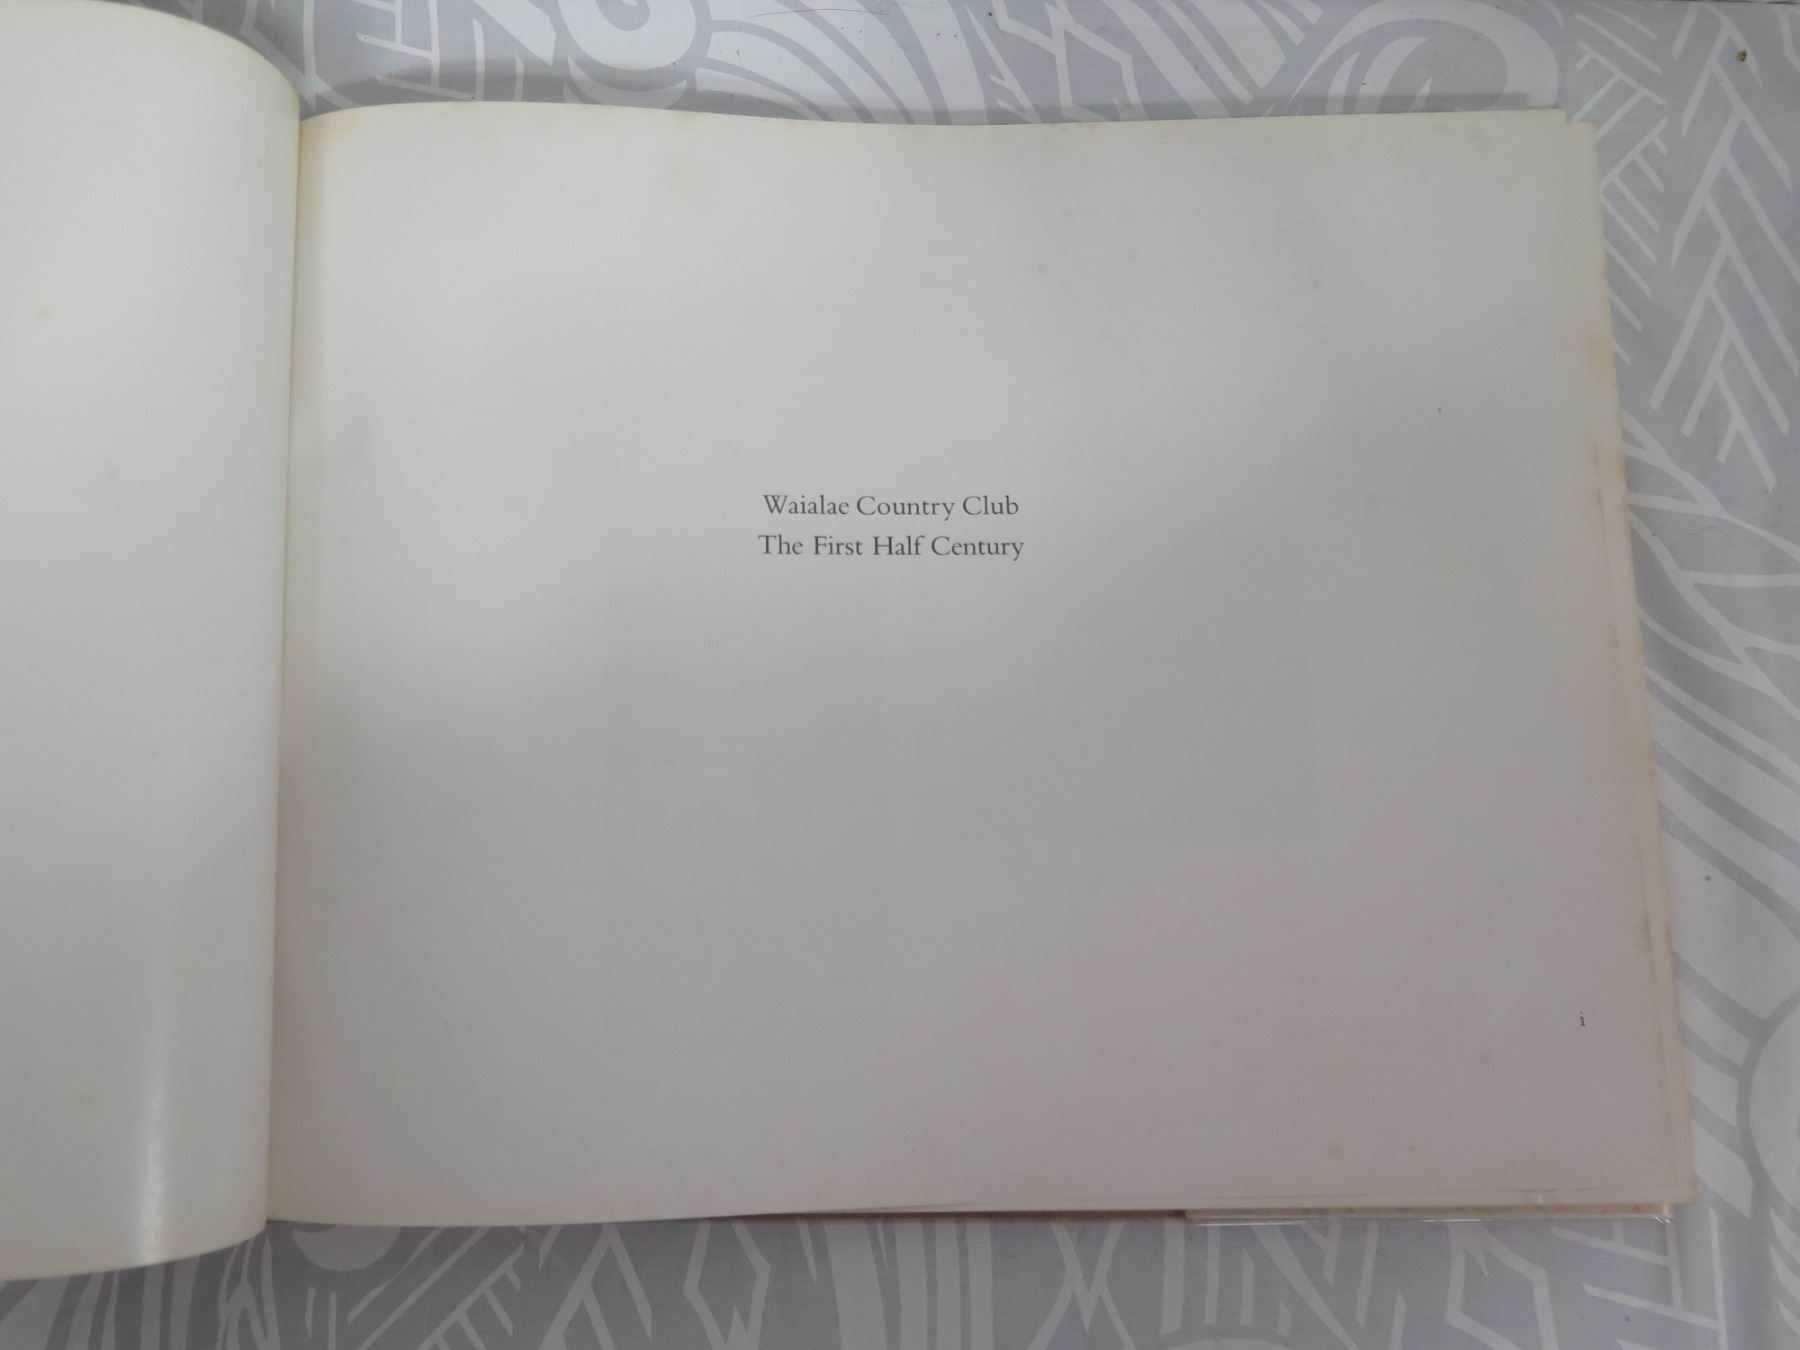 Waialae Country Club
The First Half Century
i